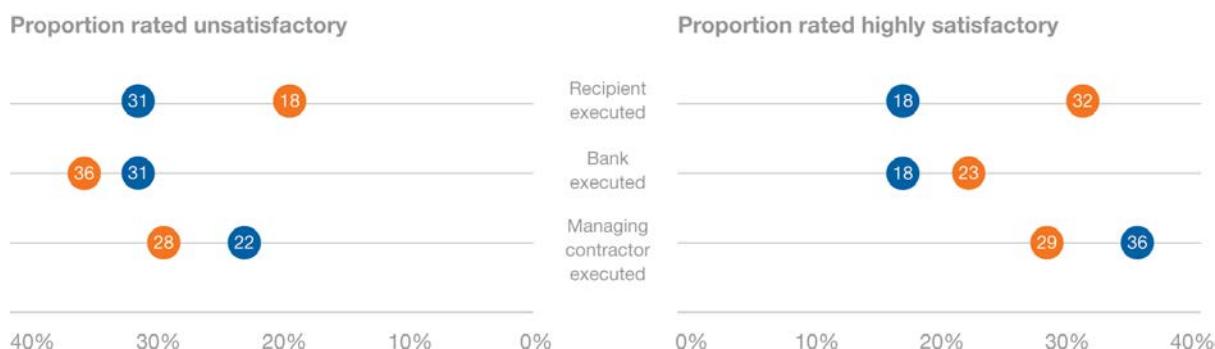 Proportion rated unsatisfactory
Proportion rated highly satisfactory
31
18
Recipient
executed
18
32
36
31
Bank
executed
18
23
28
22
Managing
contractor
executed
29
36
40%
30%
20%
10%
0%
0%
10%
20%
30%
40%